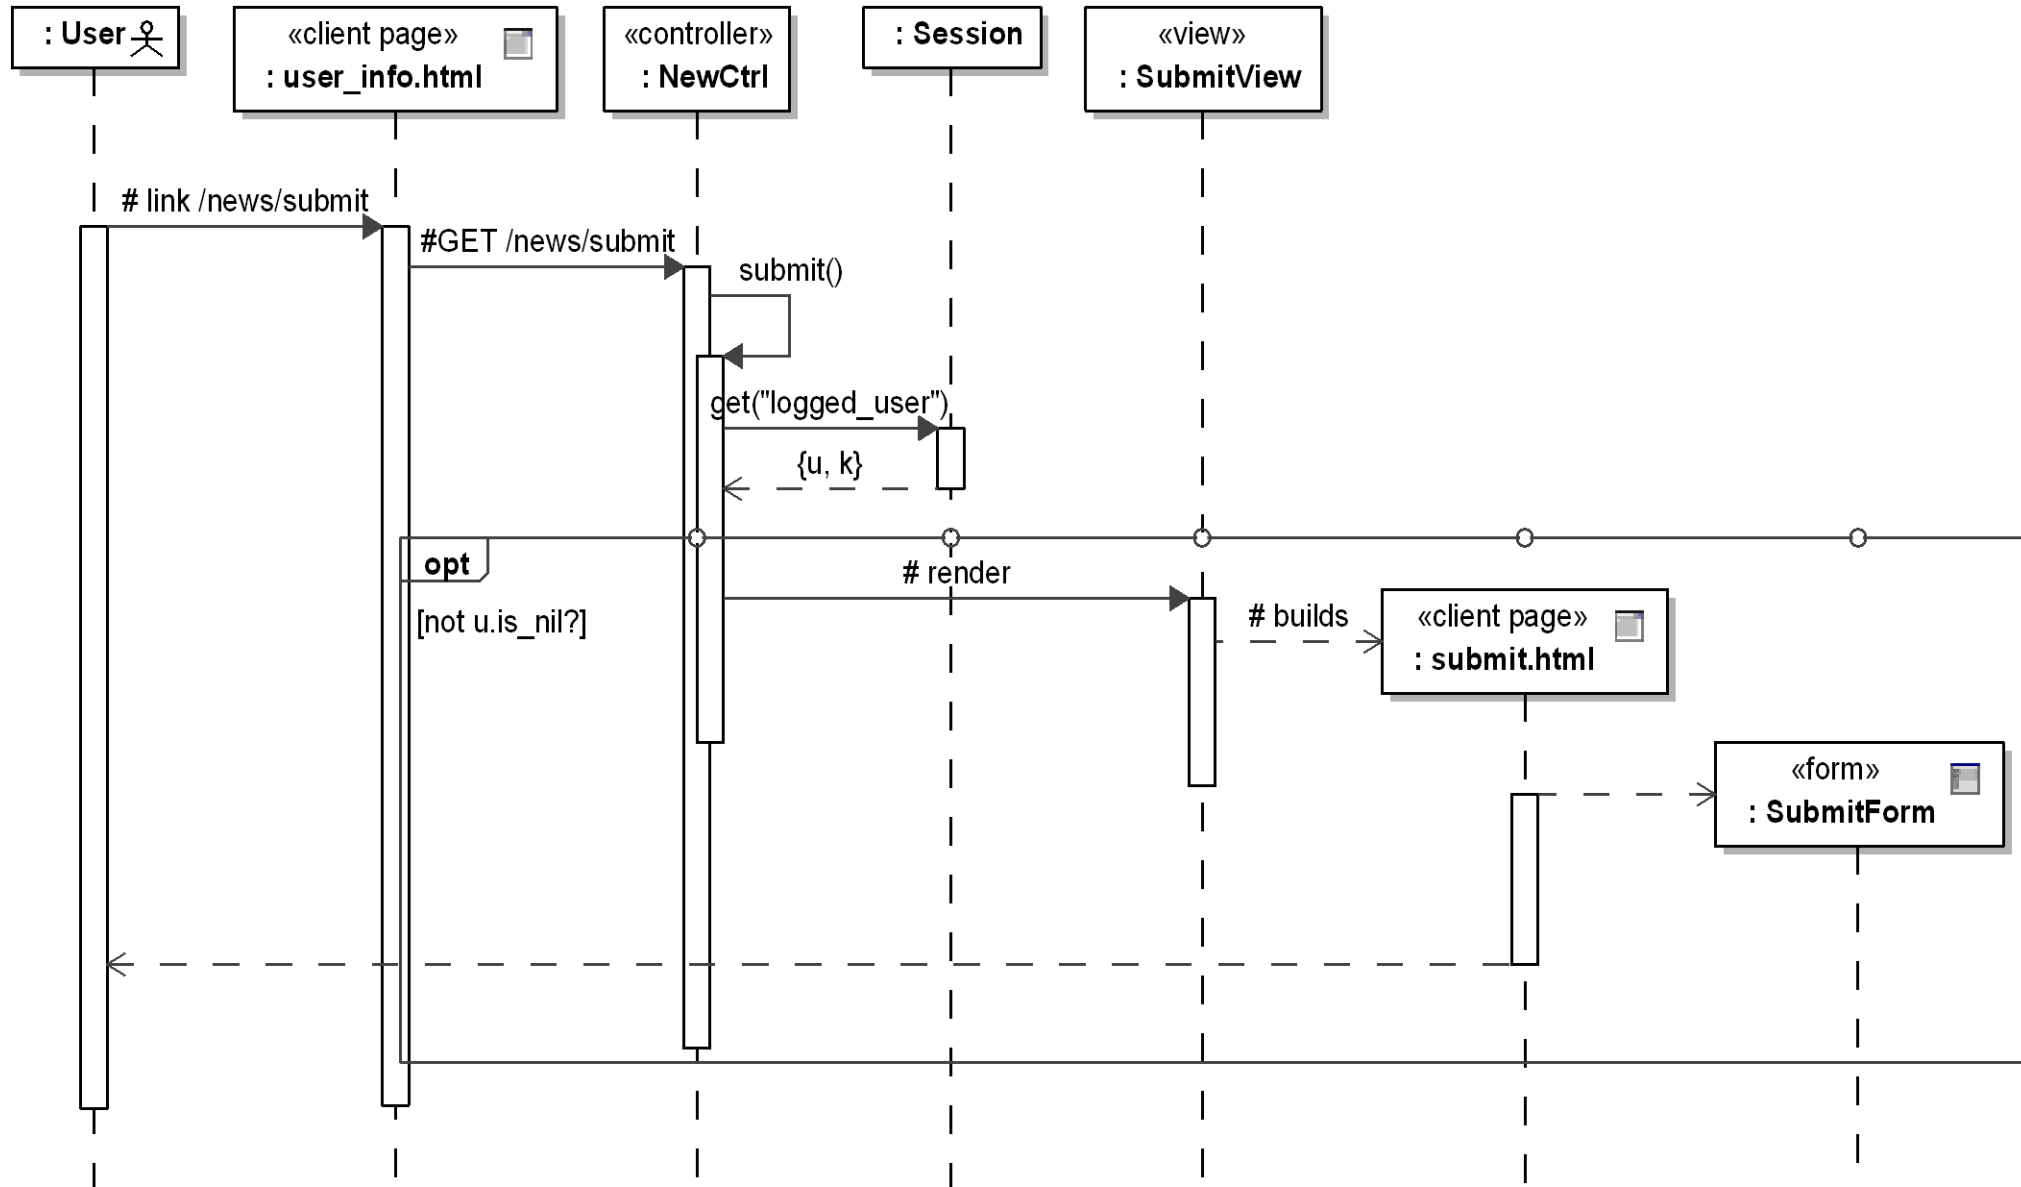 : User
«client page»
: user_info.html
«controller»
: NewCtrl
: Session
«view»
: SubmitView
# link /news/submit
#GET /news/submit
submit()
get("logged_user")
{u, k}
opt
[not u.is_nil?]
# render
# builds
«client page»
: submit.html
«form»
: SubmitForm